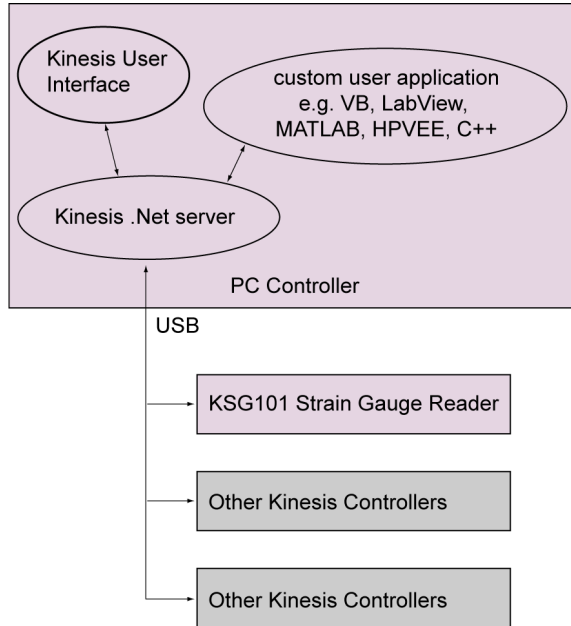 Kinesis User
Interface
custom user application
e.g. VB, LabView,
MATLAB, HPVEE, C++
Kinesis .Net server
PC Controller
USB
KSG101 Strain Gauge Reader
Other Kinesis Controllers
Other Kinesis Controllers